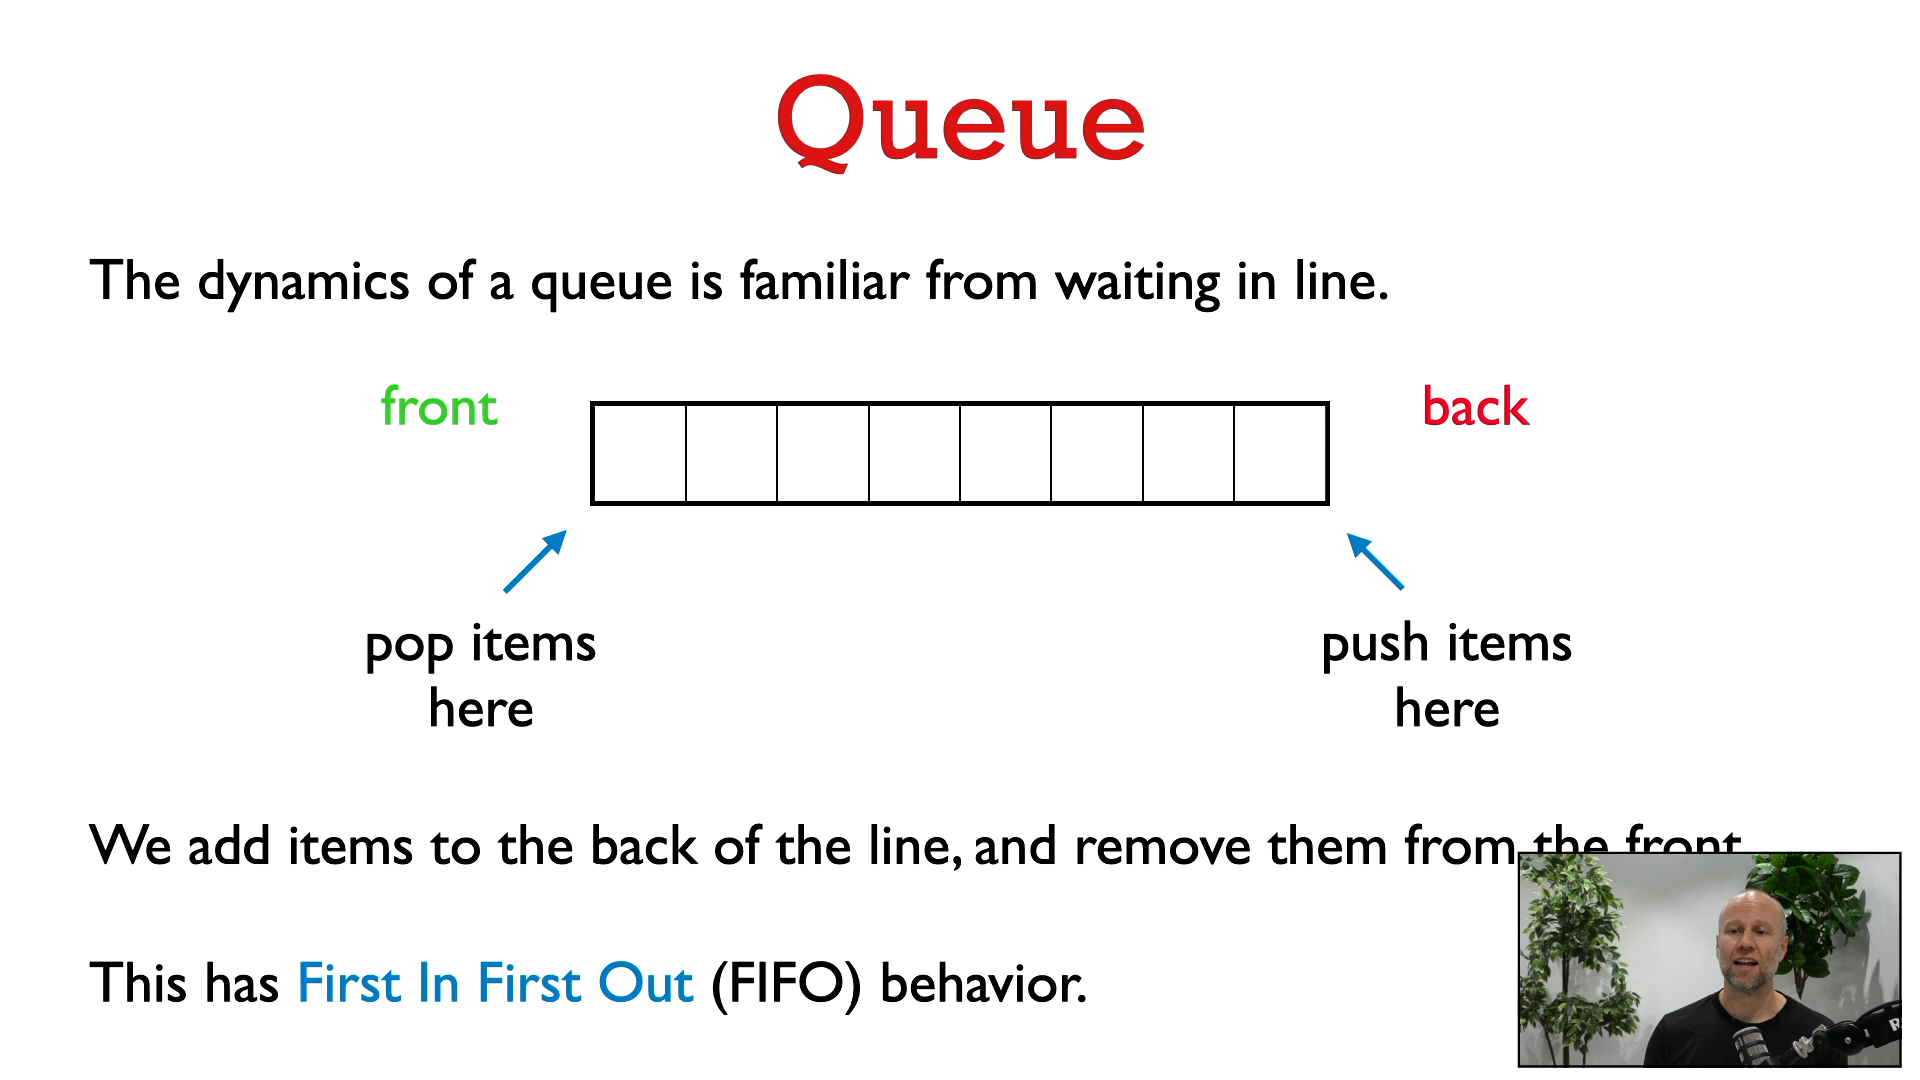 Queue
The dynamics of a queue is familiar from waiting in line.
front
back
pop items
here
push items
here
We add items to the back of the line, and remove them from the front
This has First In First Out (FIFO) behavior.
R